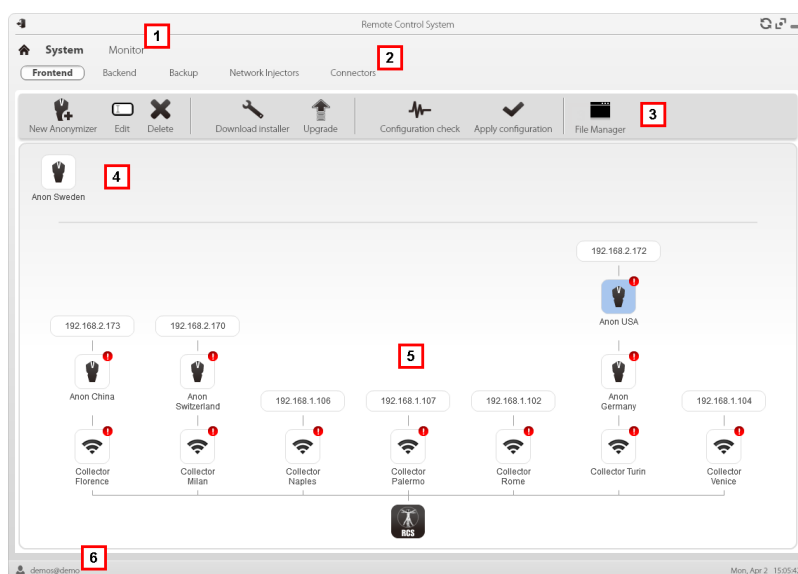 Remote Control System
1
System Monitor
2
Frontend Backend Backup Network Injectors Connectors
3
New Anonymizer Edit Delete Download installer Upgrade Configuration check Apply configuration File Manager
4
Anon Sweden
192.168.2.172
Anon USA
192.168.2.173 192.168.2.170
5
Anon China
Anon
Switzerland
Anon
Germany
192.168.1.106 192.168.1.107 192.168.1.102 192.168.1.104
Collector
Florence
Collector
Milan
Collector
Naples
Collector
Palermo
Collector
Rome
Collector Turin
Collector
Venice
RCS
6
demos@demo
Mon, Apr 2 15:05:42